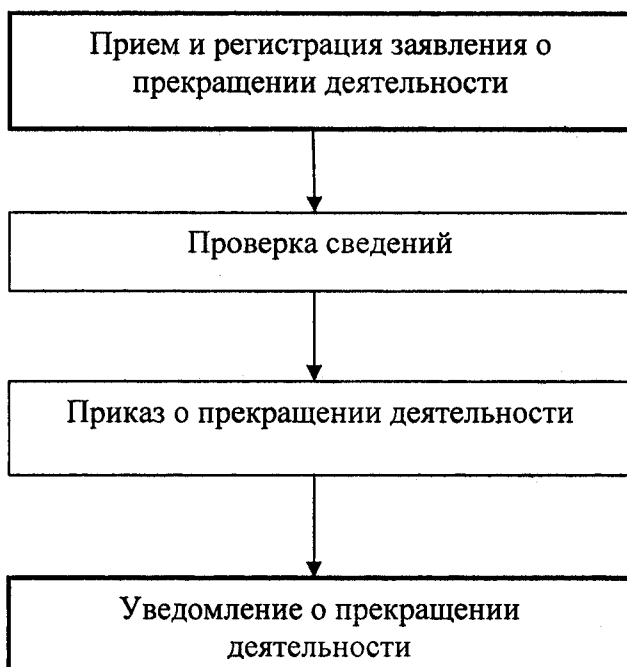 Прием и регистрация заявления о
прекращении деятельности
Проверка сведений
Приказ о прекращении деятельности
Уведомление о прекращении
деятельности